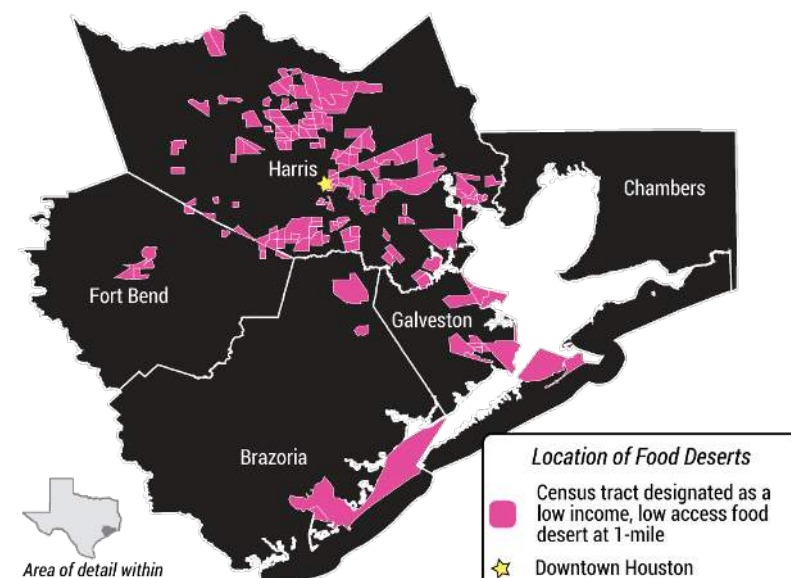 Harris
Chambers
Fort Bend
Galveston
Brazoria
Location of Food Deserts
Census tract designated as a
low income, low access food
desert at 1-mile
Downtown Houston
Area of detail within